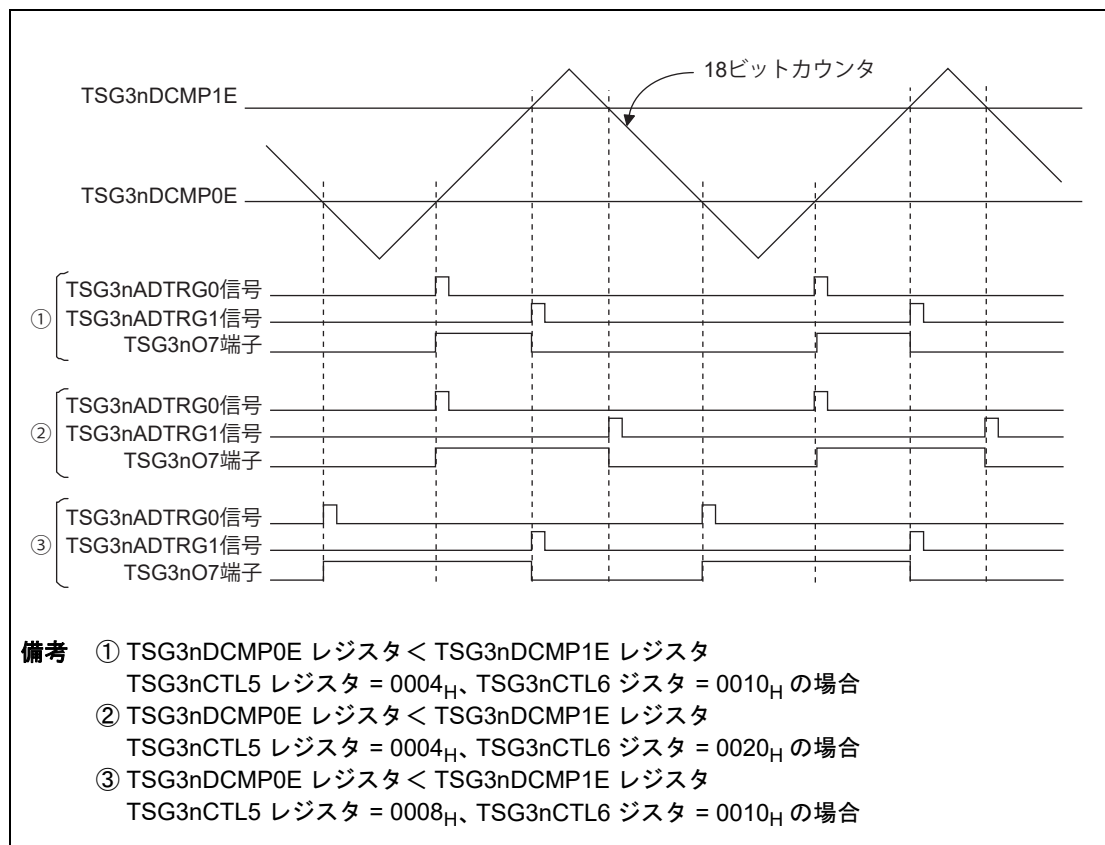 18ビットカウンタ
TSG3nDCMP1E
TSG3nDCMP0E
①
TSG3nADTRG0信号
TSG3nADTRG1信号
TSG3nO7端子
②
TSG3nADTRG0信号
TSG3nADTRG1信号
TSG3nO7端子
③
TSG3nADTRG0信号
TSG3nADTRG1信号
TSG3nO7端子
備考 ① TSG3nDCMP0E レジスタ＜ TSG3nDCMP1E レジスタ
TSG3nCTL5 レジスタ = 0004H、TSG3nCTL6 ジスタ = 0010H の場合
② TSG3nDCMP0E レジスタ＜ TSG3nDCMP1E レジスタ
TSG3nCTL5 レジスタ = 0004H、TSG3nCTL6 ジスタ = 0020H の場合
③ TSG3nDCMP0E レジスタ＜ TSG3nDCMP1E レジスタ
TSG3nCTL5 レジスタ = 0008H、TSG3nCTL6 ジスタ = 0010H の場合